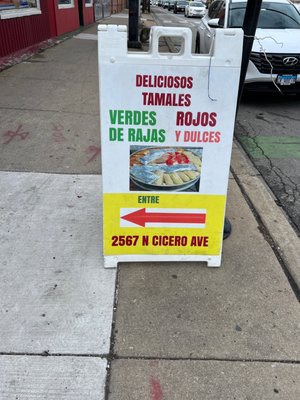 DELICIOSOS
TAMALES
VERDES ROJOS
DE RAJAS Y DULCES
ENTRE
2567 N CICERO AVE